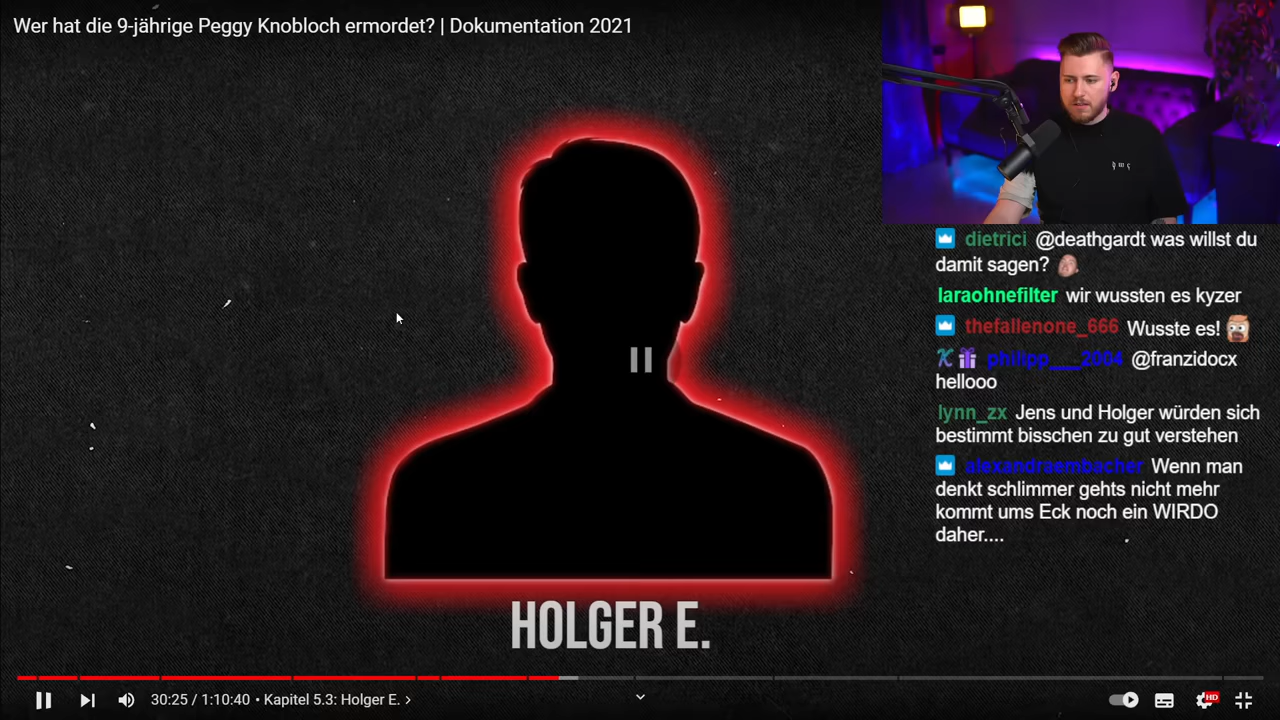 Wer hat die 9-jährige Peggy Knobloch ermordet? | Dokumentation 2021
dietrici @deathgardt was willst du
damit sagen?
laraohnefilter wir wussten es kyzer
thefallenone_666 Wusste es!
philipp___2004 @franzidocx
hellooo
lynn_zx Jens und Holger würden sich
bestimmt bisschen zu gut verstehen
alexandraembacher Wenn man
denkt schlimmer gehts nicht mehr
kommt ums Eck noch ein WIRDO
daher....
HOLGER E.
30:25 / 1:10:40 • Kapitel 5.3: Holger E. >
HD